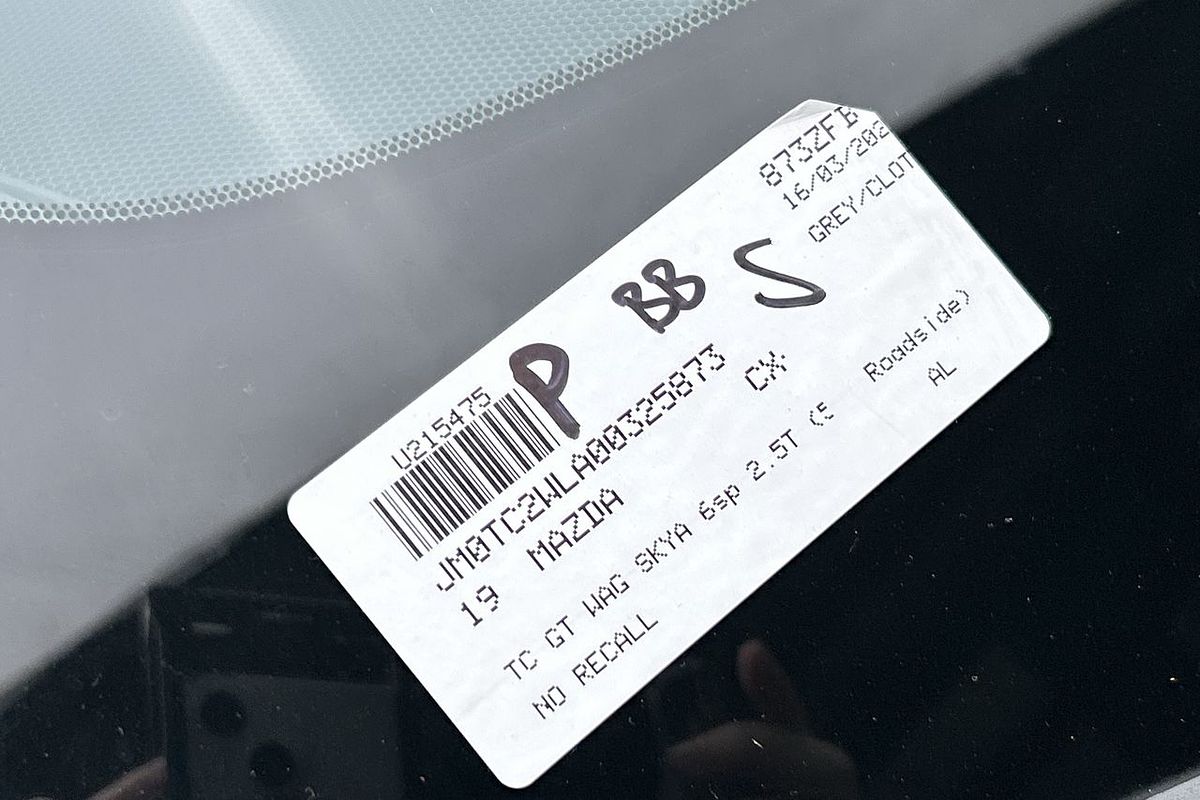 873ZFB
16/03/202
GREY/CLOT
P BB S
U215475
JM0TC2WLA00325873
19 MAZDA CX-
TC GT WAG SKYA 6sp 2.5T (5
Roadside)
NO RECALL
AL